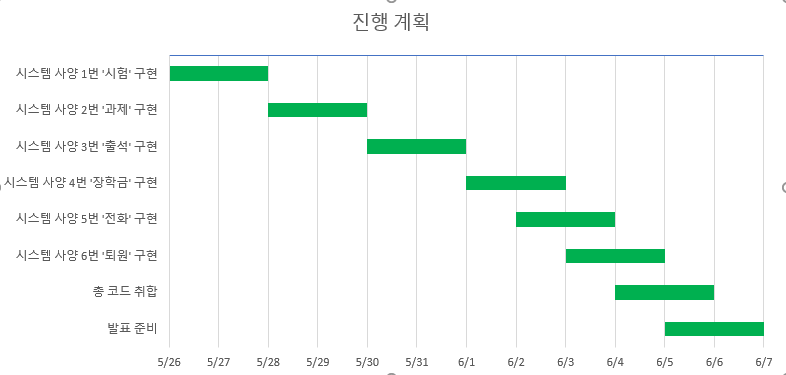 진행 계획
시스템 사양 1번 '시험' 구현
시스템 사양 2번 '과제' 구현
시스템 사양 3번 '출석' 구현
시스템 사양 4번 '장학금' 구현
시스템 사양 5번 '전화' 구현
시스템 사양 6번 '퇴원' 구현
총 코드 취합
발표 준비
5/26 5/27 5/28 5/29 5/30 5/31 6/1 6/2 6/3 6/4 6/5 6/6 6/7